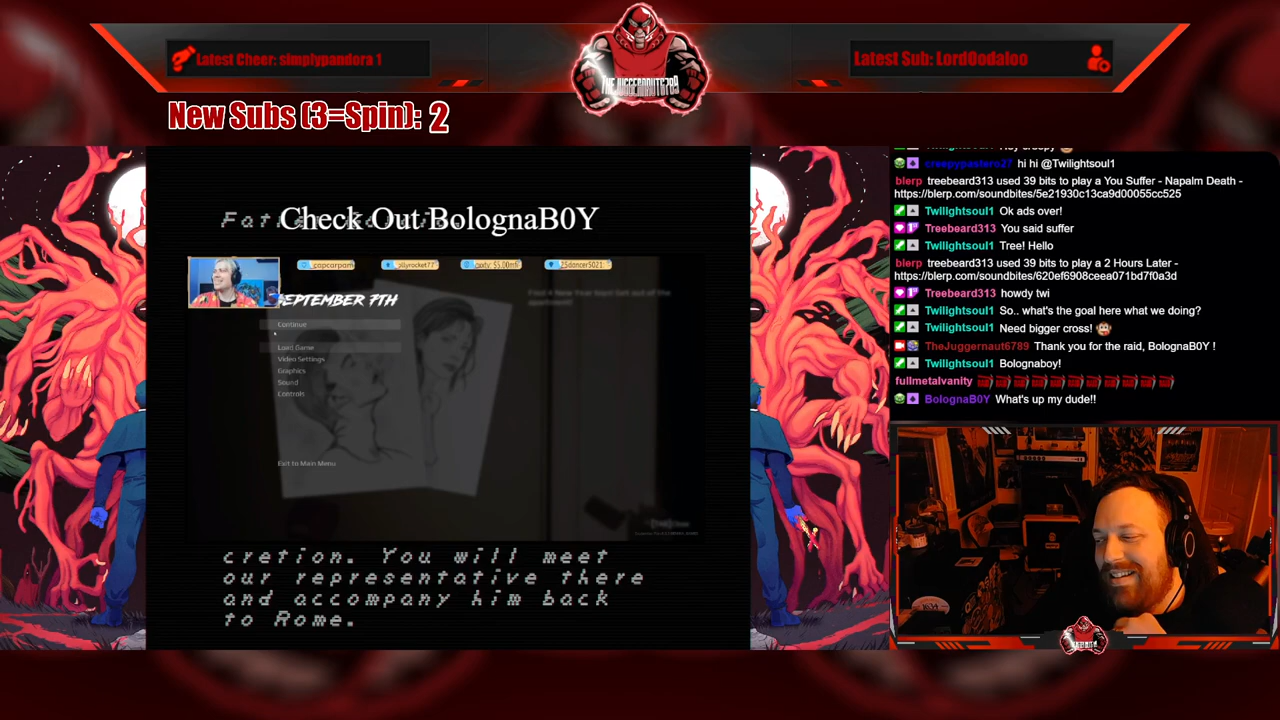 Latest Cheer: simplypandora 1
THEJUGGERNAUT6789
Latest Sub: LordOodaloo
New Subs (3=Spin): 2
Check Out BolognaB0Y
SEPTEMBER 7TH
Continue
Load Game
Video Settings
Graphics
Sound
Controls
Exit to Main Menu
cretion. You will meet
our representative there
and accompany him back
to Rome.
creepypastero27 hi hi @Twilightsoul1
blerp treebeard313 used 39 bits to play a You Suffer - Napalm Death -
https://blerp.com/soundbites/5e21930c13ca9d00055cc525
Twilightsoul1 Ok ads over!
Treebeard313 You said suffer
Twilightsoul1 Tree! Hello
blerp treebeard313 used 39 bits to play a 2 Hours Later -
https://blerp.com/soundbites/620ef6908ceea071bd7f0a3d
Treebeard313 howdy twi
Twilightsoul1 So.. what's the goal here what we doing?
Twilightsoul1 Need bigger cross!
TheJuggernaut6789 Thank you for the raid, BolognaB0Y !
Twilightsoul1 Bolognaboy!
fullmetalvanity
BolognaB0Y What's up my dude!!